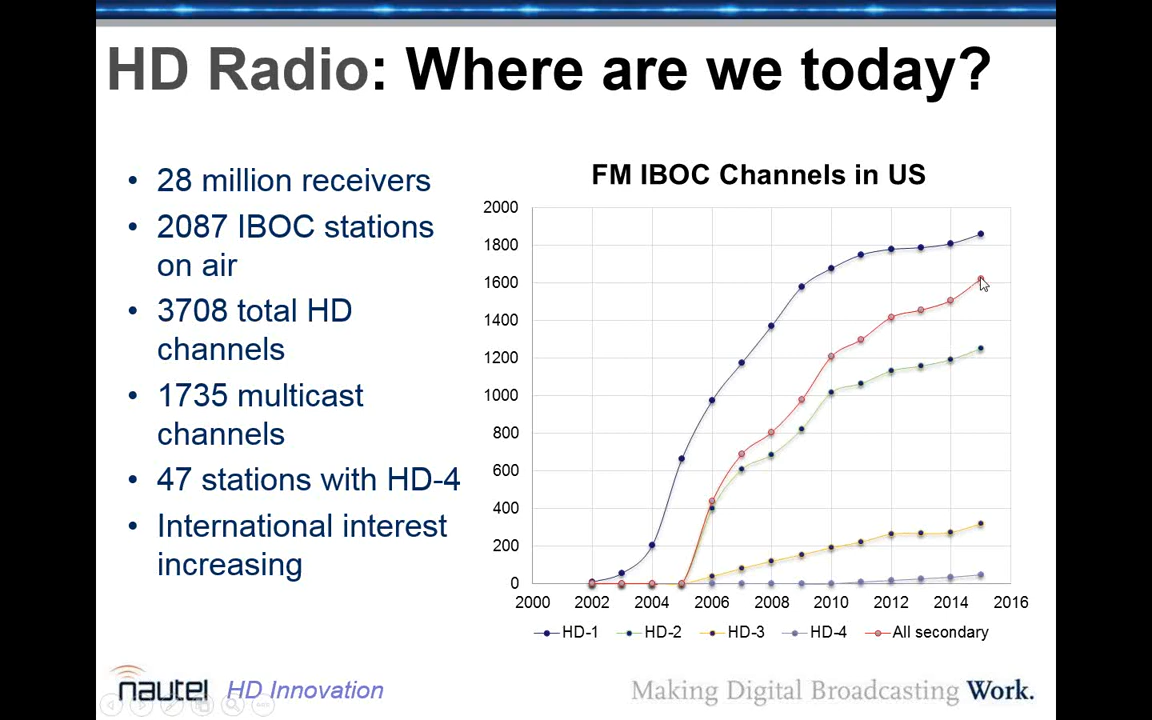 HD Radio: Where are we today?
• 28 million receivers
• 2087 IBOC stations
on air
• 3708 total HD
channels
• 1735 multicast
channels
• 47 stations with HD-4
• International interest
increasing
FM IBOC Channels in US
2000
1800
1600
1400
1200
1000
800
600
400
200
0
2000 2002 2004 2006 2008 2010 2012 2014 2016
HD-1 HD-2 HD-3 HD-4 All secondary
nautel HD Innovation
Making Digital Broadcasting Work.